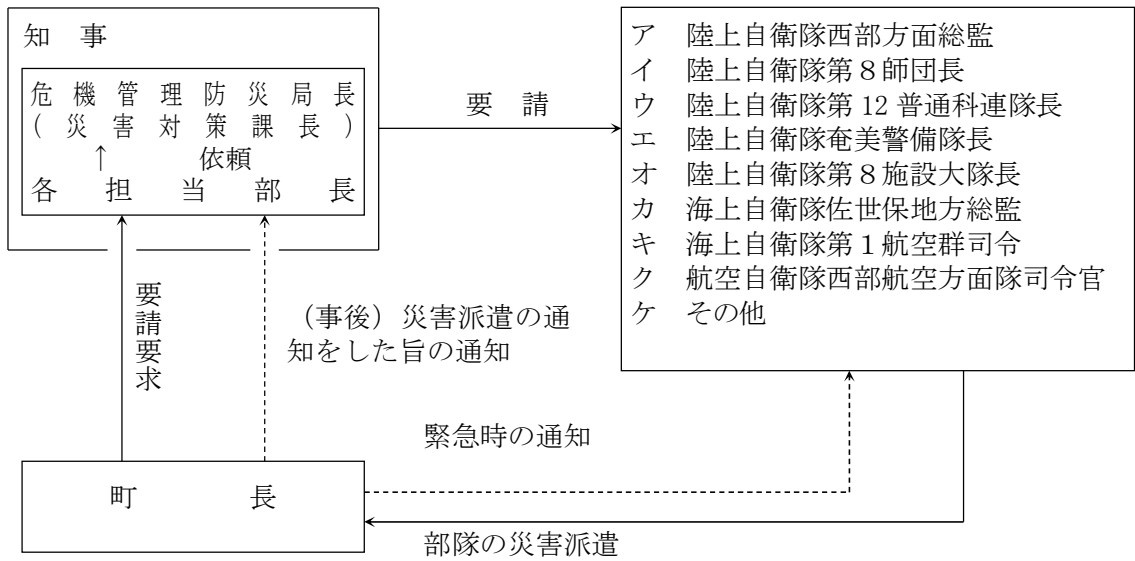 知 事
危機管理防災局長
(災害対策課長)
↑ 依頼
各担当部長
要 請
ア 陸上自衛隊西部方面総監
イ 陸上自衛隊第8師団長
ウ 陸上自衛隊第12普通科連隊長
エ 陸上自衛隊奄美警備隊長
オ 陸上自衛隊第8施設大隊長
カ 海上自衛隊佐世保地方総監
キ 海上自衛隊第1航空群司令
ク 航空自衛隊西部航空方面隊司令官
ケ その他
要請要求
(事後)災害派遣の通
知をした旨の通知
緊急時の通知
町 長
部隊の災害派遣